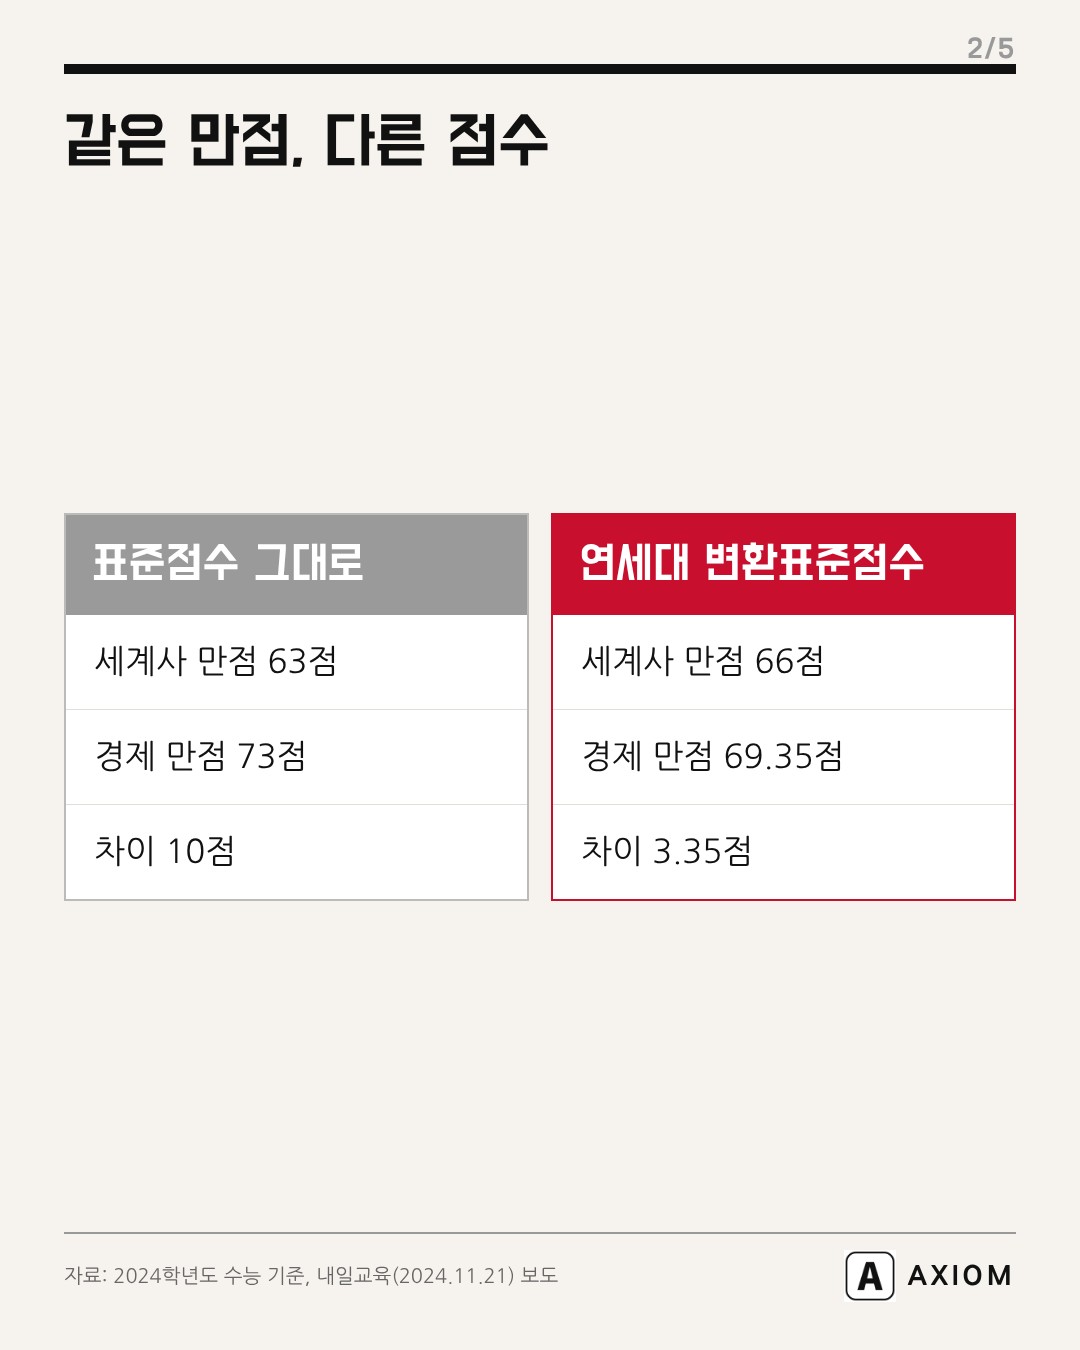 2/5
같은 만점, 다른 점수
표준점수 그대로
세계사 만점 63점
경제 만점 73점
차이 10점
연세대 변환표준점수
세계사 만점 66점
경제 만점 69.35점
차이 3.35점
자료: 2024학년도 수능 기준, 내일교육(2024.11.21) 보도
A AXIOM